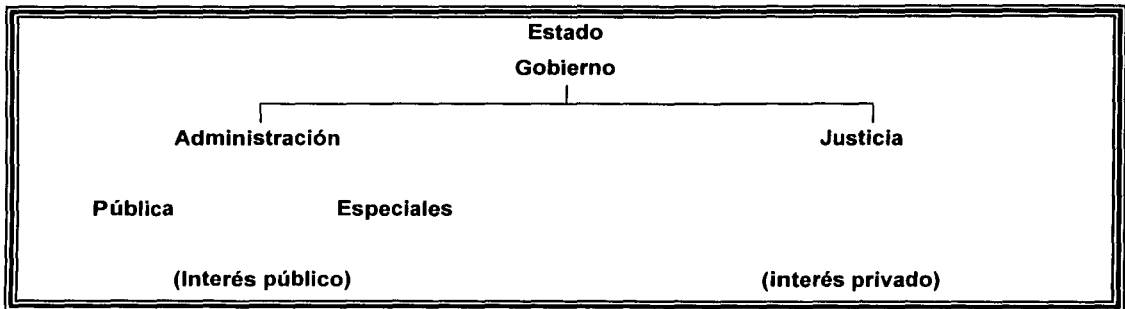 Estado
Gobierno
Administración Justicia
Pública Especiales
(Interés público) (interés privado)